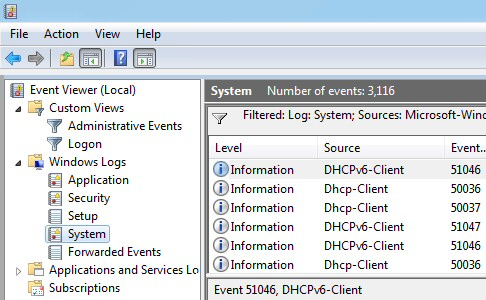 File Action View Help
Event Viewer (Local)
Custom Views
Administrative Events
Logon
Windows Logs
Application
Security
Setup
System
Forwarded Events
Applications and Services Lo
Subscriptions
System Number of events: 3,116
Filtered: Log: System; Sources: Microsoft-Wind
Level Source Event...
Information DHCPv6-Client 51046
Information Dhcp-Client 50036
Information Dhcp-Client 50037
Information DHCPv6-Client 51047
Information DHCPv6-Client 51046
Information Dhcp-Client 50036
Event 51046, DHCPv6-Client